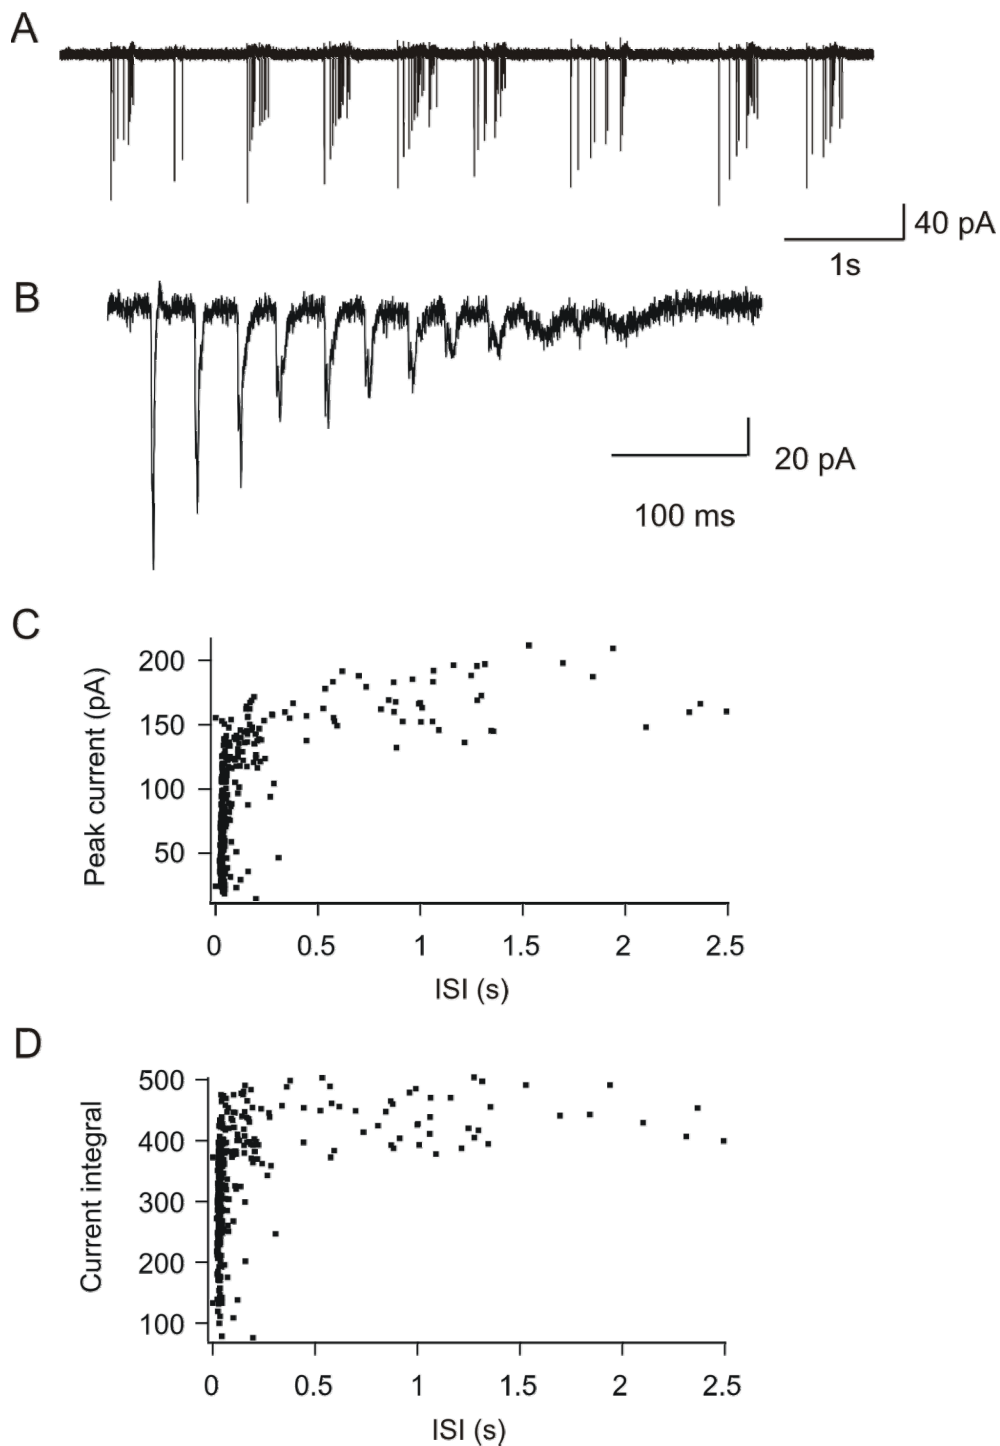 A
40 pA
1s
B
20 pA
100 ms
C
Peak current (pA)
200
150
100
50
0 0.5 1 1.5 2 2.5
ISI (s)
D
Current integral
500
400
300
200
100
0 0.5 1 1.5 2 2.5
ISI (s)